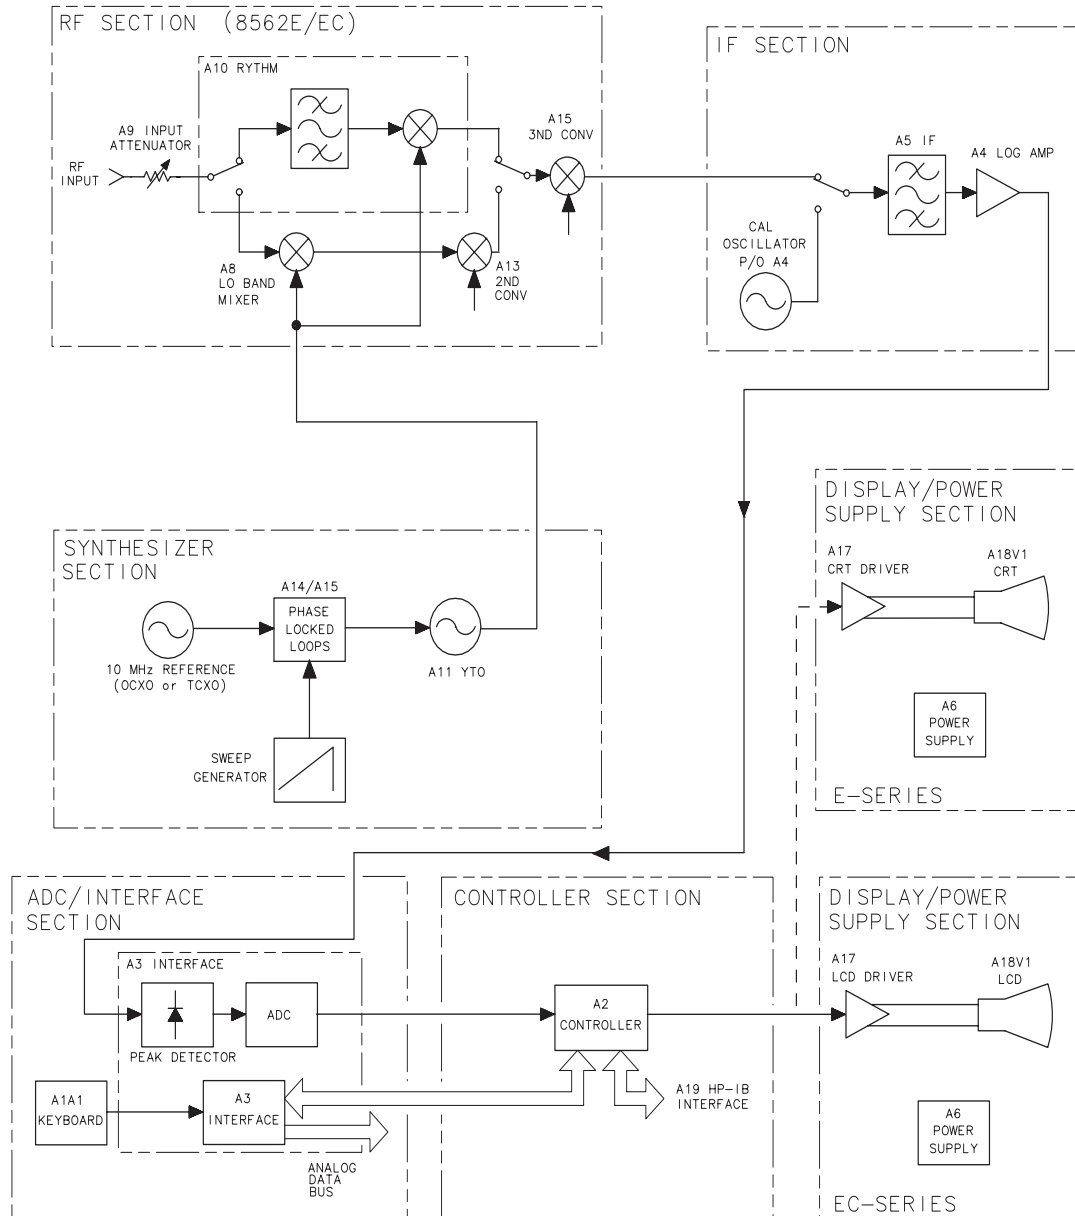 RF SECTION (8562E/EC)
A10 RYTHM
A9 INPUT
ATTENUATOR
RF
INPUT
A15
3ND CONV
A8
LO BAND
MIXER
A13
2ND
CONV
IF SECTION
A5 IF
A4 LOG AMP
CAL
OSCILLATOR
P/O A4
SYNTHESIZER
SECTION
A14/A15
PHASE
LOCKED
LOOPS
10 MHz REFERENCE
(OCXO or TCXO)
A11 YTO
SWEEP
GENERATOR
DISPLAY/POWER
SUPPLY SECTION
A17
CRT DRIVER
A18V1
CRT
A6
POWER
SUPPLY
E-SERIES
ADC/INTERFACE
SECTION
A3 INTERFACE
PEAK DETECTOR
ADC
A1A1
KEYBOARD
A3
INTERFACE
ANALOG
DATA
BUS
CONTROLLER SECTION
A2
CONTROLLER
A19 HP-IB
INTERFACE
DISPLAY/POWER
SUPPLY SECTION
A17
LCD DRIVER
A18V1
LCD
A6
POWER
SUPPLY
EC-SERIES